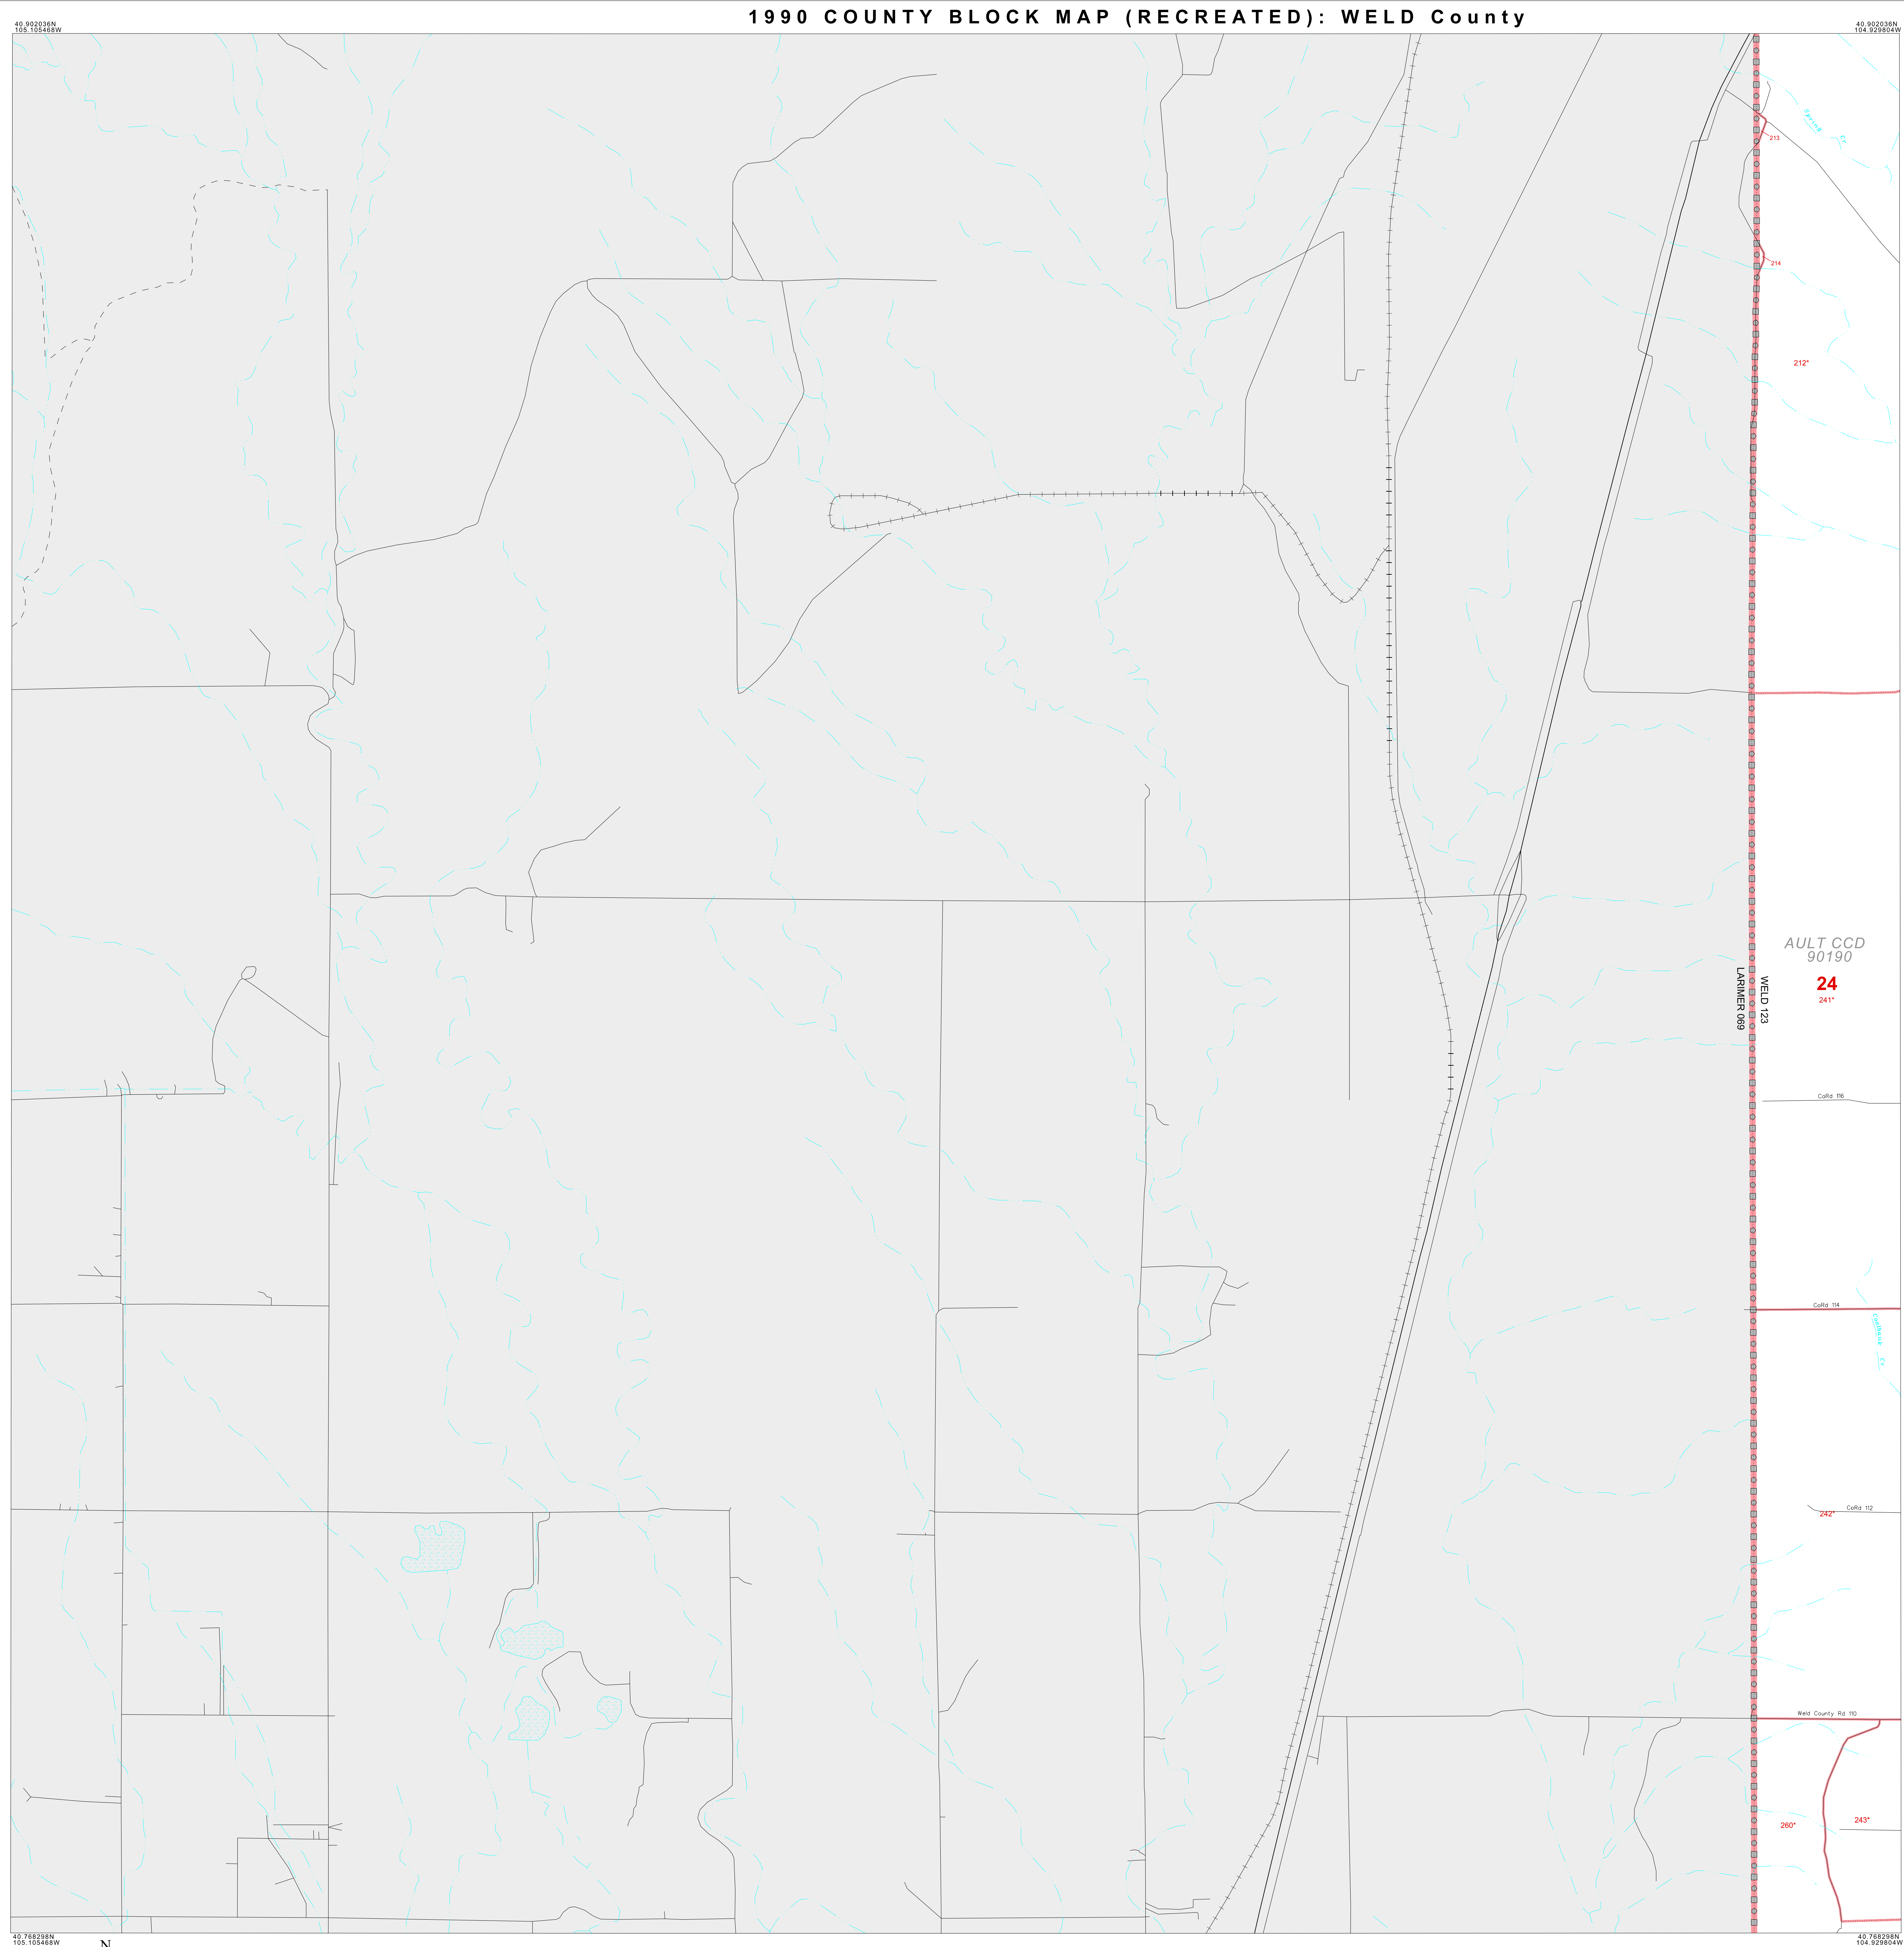 1990 COUNTY BLOCK MAP (RECREATED): WELD County
40.902036N
105.105468W
40.902036N
104.929804W
Spring Cr
213
214
212*
AULT CCD
90190
24
241*
LARIMER 069
WELD 123
CoRd 116
CoRd 114
CoRd 112
242*
Weld County Rd 110
260*
243*
40.768298N
105.105468W
N
40.768298N
104.929804W